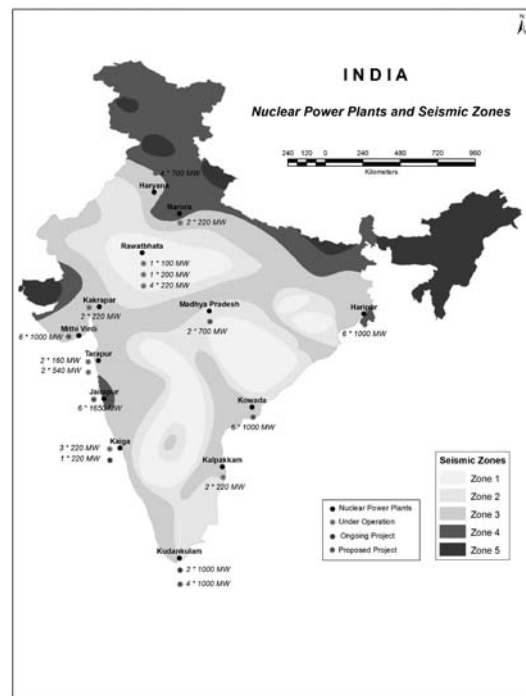 N
INDIA
Nuclear Power Plants and Seismic Zones
240 120 0 240 480 720 960
Kilometers
4 * 700 MW
Haryana
Narora
2 * 220 MW
Rawatbhata
1 * 100 MW
1 * 200 MW
4 * 220 MW
Kakrapar
2 * 220 MW
Madhya Pradesh
2 * 700 MW
Haripur
6 * 1000 MW
Mithi Virdi
6 * 1000 MW
Tarapur
2 * 160 MW
2 * 540 MW
Jaitapur
6 * 1650 MW
Kowada
6 * 1000 MW
Kaiga
3 * 220 MW
1 * 220 MW
Kalpakkam
2 * 220 MW
Kudankulam
2 * 1000 MW
4 * 1000 MW
Nuclear Power Plants
Under Operation
Ongoing Project
Proposed Project
Seismic Zones
Zone 1
Zone 2
Zone 3
Zone 4
Zone 5